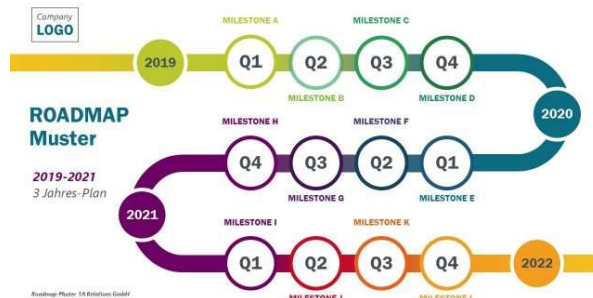 Company
LOGO
MILESTONE A
MILESTONE C
2019
Q1
Q2
Q3
Q4
MILESTONE B
MILESTONE D
ROADMAP
Muster
2020
MILESTONE H
MILESTONE F
2019-2021
3 Jahres-Plan
Q4
Q3
Q2
Q1
MILESTONE G
MILESTONE E
2021
MILESTONE I
MILESTONE K
Q1
Q2
Q3
Q4
2022
MILESTONE J
MILESTONE L
Roadmap Muster 1A Relations GmbH